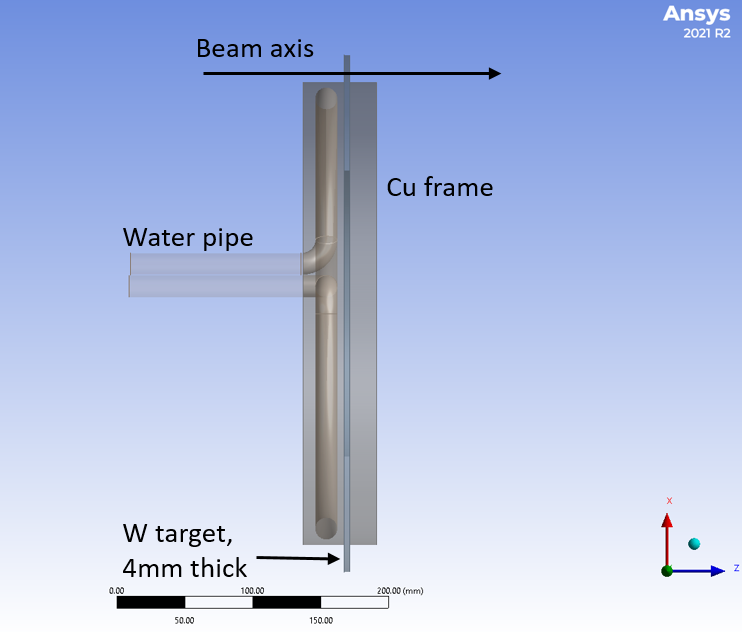 Ansys
2021 R2
Beam axis
Cu frame
Water pipe
W target,
4mm thick
0.00 100.00 200.00 (mm)
50.00 150.00
X
Z